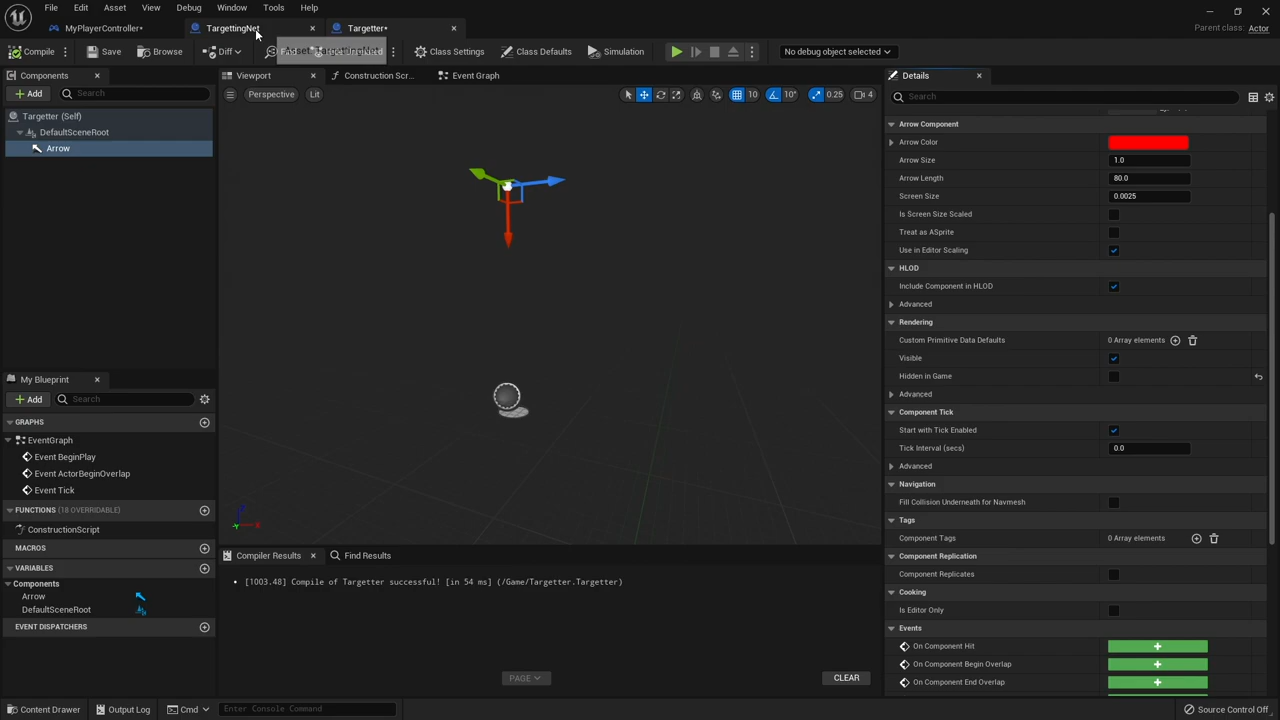 File Edit Asset View Debug Window Tools Help
Parent class: Actor
MyPlayerController* TargettingNet Targetter*
Compile Save Browse Diff Find Class Settings Class Defaults Simulation No debug object selected
Components
Add Search
Targetter (Self)
DefaultSceneRoot
Arrow
Viewport Construction Scr... Event Graph
Perspective Lit 10 10° 0.25 4
My Blueprint
Add Search
GRAPHS
EventGraph
Event BeginPlay
Event ActorBeginOverlap
Event Tick
FUNCTIONS (18 OVERRIDABLE)
ConstructionScript
MACROS
VARIABLES
Components
Arrow
DefaultSceneRoot
EVENT DISPATCHERS
Compiler Results Find Results
[1003.48] Compile of Targetter successful! [in 54 ms] (/Game/Targetter.Targetter)
PAGE CLEAR
Details
Search
Arrow Component
Arrow Color
Arrow Size 1.0
Arrow Length 80.0
Screen Size 0.0025
Is Screen Size Scaled
Treat as ASprite
Use in Editor Scaling
HLOD
Include Component in HLOD
Advanced
Rendering
Custom Primitive Data Defaults 0 Array elements
Visible
Hidden in Game
Advanced
Component Tick
Start with Tick Enabled
Tick Interval (secs) 0.0
Advanced
Navigation
Fill Collision Underneath for Navmesh
Tags
Component Tags 0 Array elements
Component Replication
Component Replicates
Cooking
Is Editor Only
Events
On Component Hit
On Component Begin Overlap
On Component End Overlap
Content Drawer Output Log Cmd Enter Console Command Source Control Off